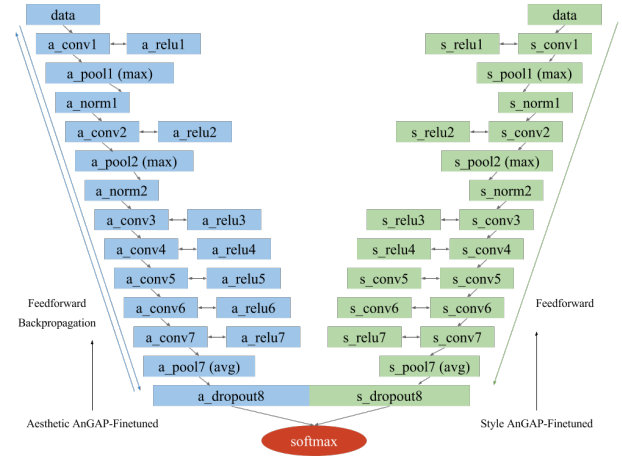 data
data
a_conv1
a_relu1
s_relu1
s_conv1
a_pool1 (max)
s_pool1 (max)
a_norm1
s_norm1
a_conv2
a_relu2
s_relu2
s_conv2
a_pool2 (max)
s_pool2 (max)
a_norm2
s_norm2
a_conv3
a_relu3
s_relu3
s_conv3
a_conv4
a_relu4
s_relu4
s_conv4
a_conv5
a_relu5
s_conv5
s_conv5
Feedforward
Backpropagation
a_conv6
a_relu6
s_conv6
s_conv6
Feedforward
a_conv7
a_relu7
s_relu7
s_conv7
a_pool7 (avg)
s_pool7 (avg)
a_dropout8
s_dropout8
Aesthetic AnGAP-Finetuned
Style AnGAP-Finetuned
softmax